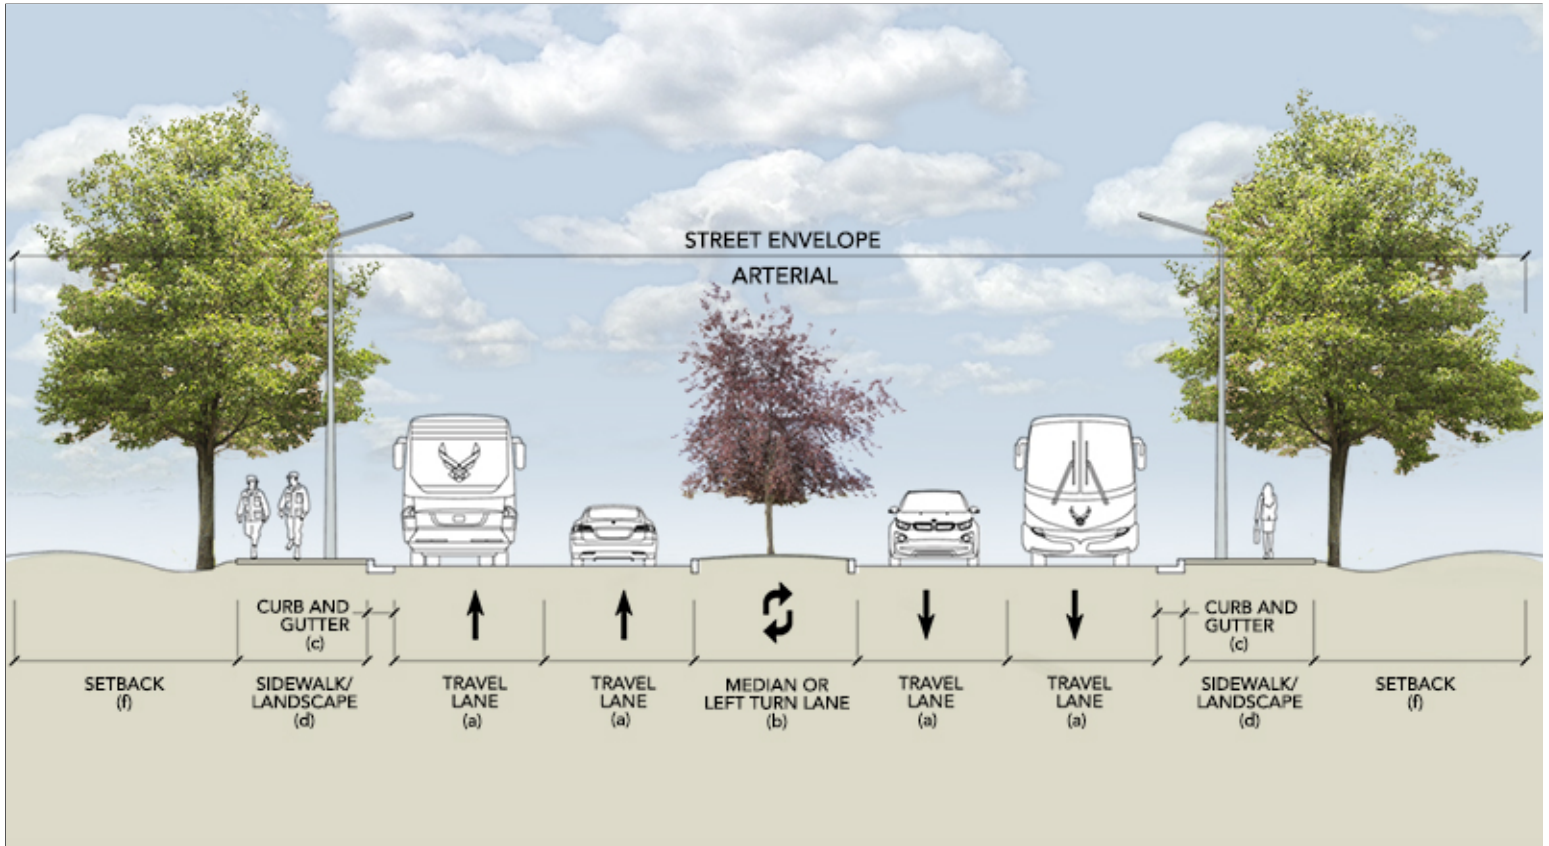 STREET ENVELOPE
ARTERIAL
CURB AND
GUTTER
(c)
CURB AND
GUTTER
(c)
SETBACK
(f)
SIDEWALK/
LANDSCAPE
(d)
TRAVEL
LANE
(a)
TRAVEL
LANE
(a)
MEDIAN OR
LEFT TURN LANE
(b)
TRAVEL
LANE
(a)
TRAVEL
LANE
(a)
SIDEWALK/
LANDSCAPE
(d)
SETBACK
(f)